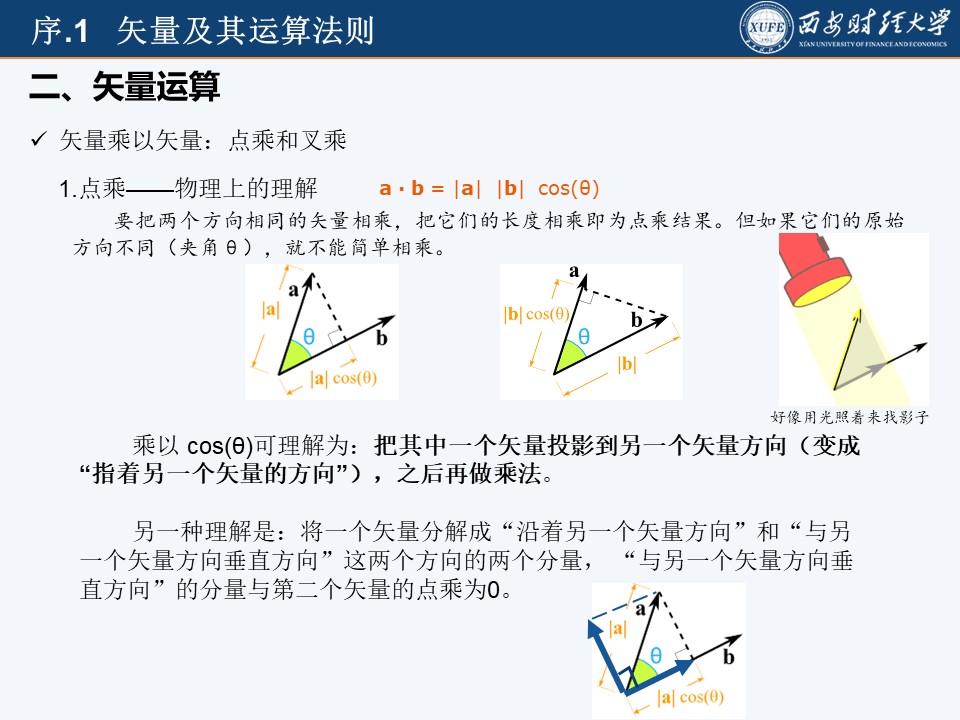 序.1 矢量及其运算法则
XUFE 西安财经大学
XI'AN UNIVERSITY OF FINANCE AND ECONOMICS
二、矢量运算
✓ 矢量乘以矢量：点乘和叉乘
1.点乘——物理上的理解 a · b = |a| |b| cos(θ)
要把两个方向相同的矢量相乘，把它们的长度相乘即为点乘结果。但如果它们的原始
方向不同（夹角θ），就不能简单相乘。
|a| a θ b |a| cos(θ)
a |b| cos(θ) b θ |b|
好像用光照着来找影子
乘以 cos(θ)可理解为：把其中一个矢量投影到另一个矢量方向（变成
“指着另一个矢量的方向”），之后再做乘法。
另一种理解是：将一个矢量分解成“沿着另一个矢量方向”和“与另
一个矢量方向垂直方向”这两个方向的两个分量， “与另一个矢量方向垂
直方向”的分量与第二个矢量的点乘为0。
|a| a θ b |a| cos(θ)